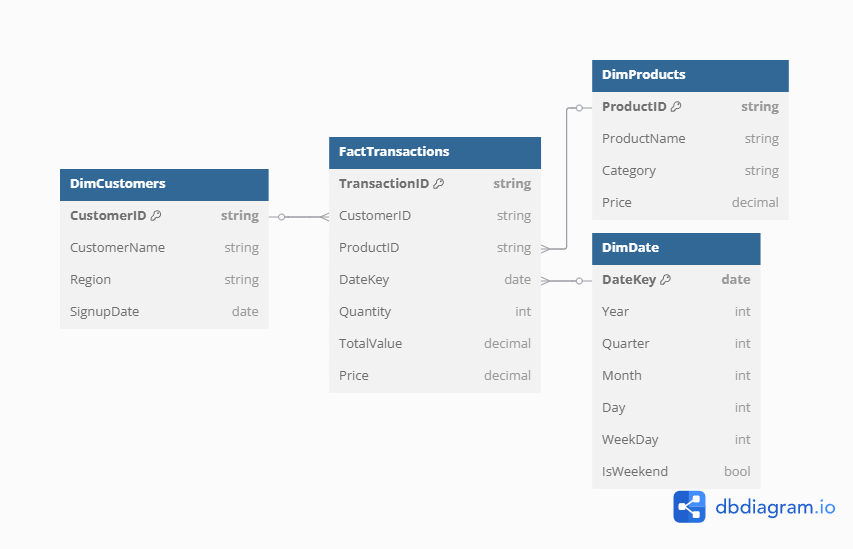 DimCustomers
CustomerID string
CustomerName string
Region string
SignupDate date
FactTransactions
TransactionID string
CustomerID string
ProductID string
DateKey date
Quantity int
TotalValue decimal
Price decimal
DimProducts
ProductID string
ProductName string
Category string
Price decimal
DimDate
DateKey date
Year int
Quarter int
Month int
Day int
WeekDay int
IsWeekend bool
dbdiagram.io